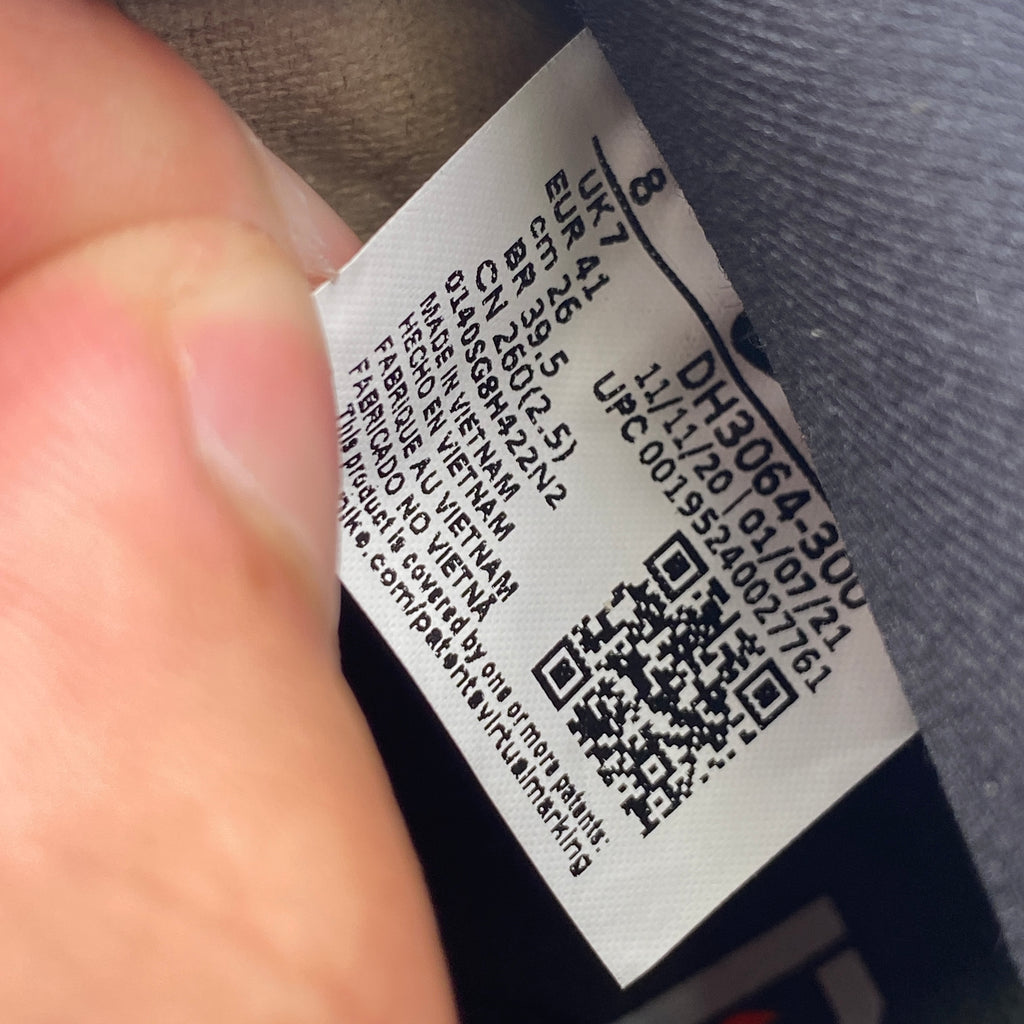 8
UK 7
EUR 41
cm 26
BR 39.5
CN 260(2.5)
0140SG8H422N2
MADE IN VIETNAM
HECHO EN VIETNAM
FABRIQUE AU VIETNAM
FABRICADO NO VIETNÃ
This product is covered by one or more patents:
nike.com/patentsvirtualmarking
DH3064-300
11/11/20 | 01/07/21
UPC 00195240027761